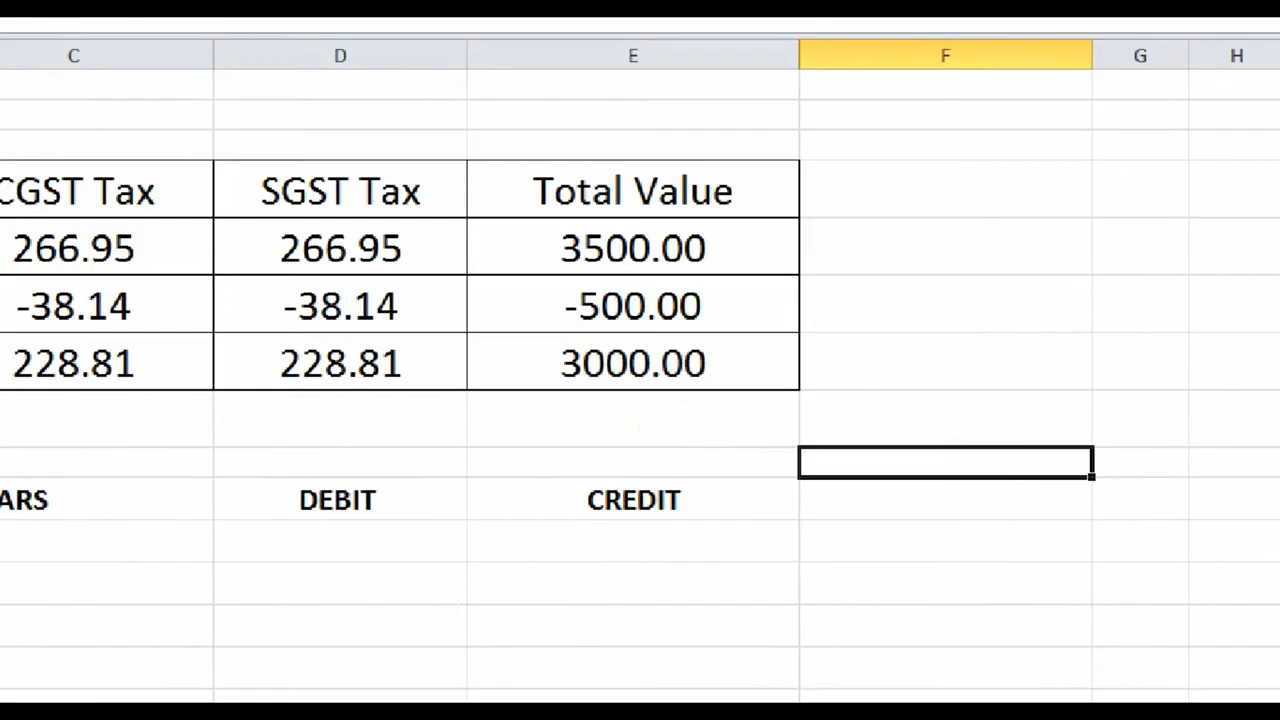 C D E F G H
CGST Tax SGST Tax Total Value
266.95 266.95 3500.00
-38.14 -38.14 -500.00
228.81 228.81 3000.00
ARS DEBIT CREDIT